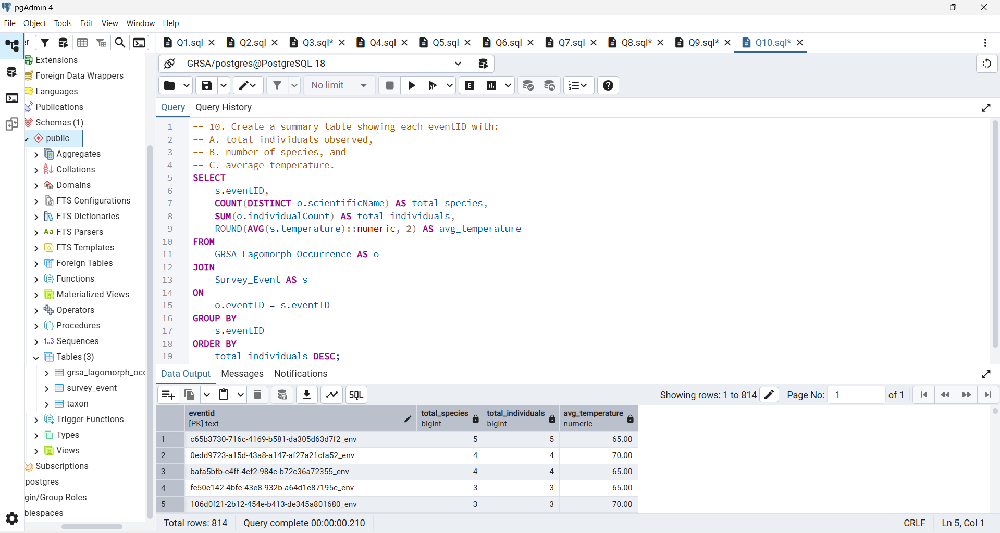 pgAdmin 4
File Object Tools Edit View Window Help
er
Q1.sql Q2.sql Q3.sql* Q4.sql Q5.sql Q6.sql Q7.sql Q8.sql* Q9.sql* Q10.sql*
GRSA/postgres@PostgreSQL 18
No limit
E
Query Query History
Extensions
Foreign Data Wrappers
Languages
Publications
Schemas (1)
public
Aggregates
Collations
Domains
FTS Configurations
FTS Dictionaries
Aa FTS Parsers
FTS Templates
Foreign Tables
Functions
Materialized Views
Operators
Procedures
1..3 Sequences
Tables (3)
grsa_lagomorph_occ
survey_event
taxon
Trigger Functions
Types
Views
Subscriptions
postgres
gin/Group Roles
blespaces
1 -- 10. Create a summary table showing each eventID with:
2 -- A. total individuals observed,
3 -- B. number of species, and
4 -- C. average temperature.
5 SELECT
6 s.eventID,
7 COUNT(DISTINCT o.scientificName) AS total_species,
8 SUM(o.individualCount) AS total_individuals,
9 ROUND(AVG(s.temperature)::numeric, 2) AS avg_temperature
10 FROM
11 GRSA_Lagomorph_Occurrence AS o
12 JOIN
13 Survey_Event AS s
14 ON
15 o.eventID = s.eventID
16 GROUP BY
17 s.eventID
18 ORDER BY
19 total_individuals DESC;
Data Output Messages Notifications
SQL Showing rows: 1 to 814 Page No: 1 of 1
eventid total_species total_individuals avg_temperature
[PK] text bigint bigint numeric
1 c65b3730-716c-4169-b581-da305d63d7f2_env 5 5 65.00
2 0edd9723-a15d-43a8-a147-af27a21cfa52_env 4 4 70.00
3 bafa5bfb-c4ff-4cf2-984c-b72c36a72355_env 4 4 65.00
4 fe50e142-4bfe-43e8-932b-a64d1e87195c_env 3 3 65.00
5 106d0f21-2b12-454e-b413-de345a801680_env 3 3 70.00
Total rows: 814 Query complete 00:00:00.210 CRLF Ln 5, Col 1